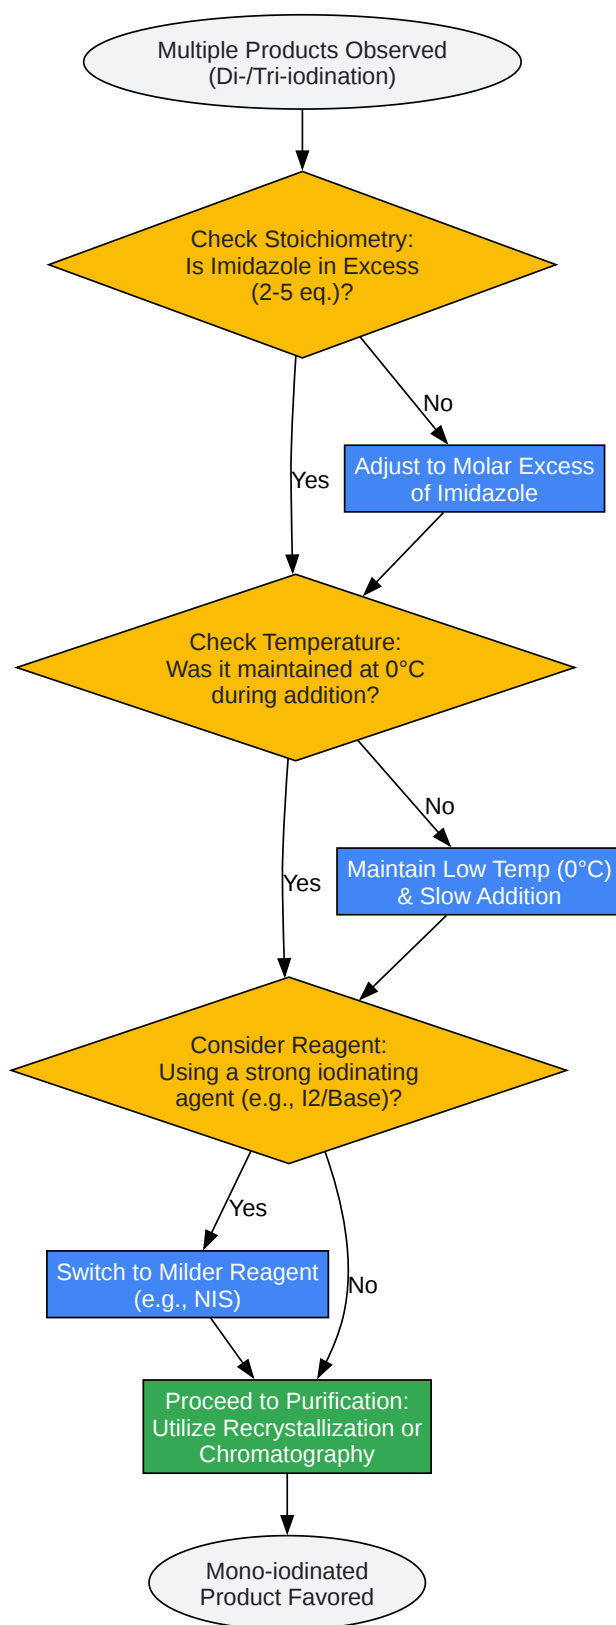 Multiple Products Observed
(Di-/Tri-iodination)
Check Stoichiometry:
Is Imidazole in Excess
(2-5 eq.)?
No
Yes
Adjust to Molar Excess
of Imidazole
Check Temperature:
Was it maintained at 0°C
during addition?
No
Yes
Maintain Low Temp (0°C)
& Slow Addition
Consider Reagent:
Using a strong iodinating
agent (e.g., I2/Base)?
Yes
No
Switch to Milder Reagent
(e.g., NIS)
Proceed to Purification:
Utilize Recrystallization or
Chromatography
Mono-iodinated
Product Favored